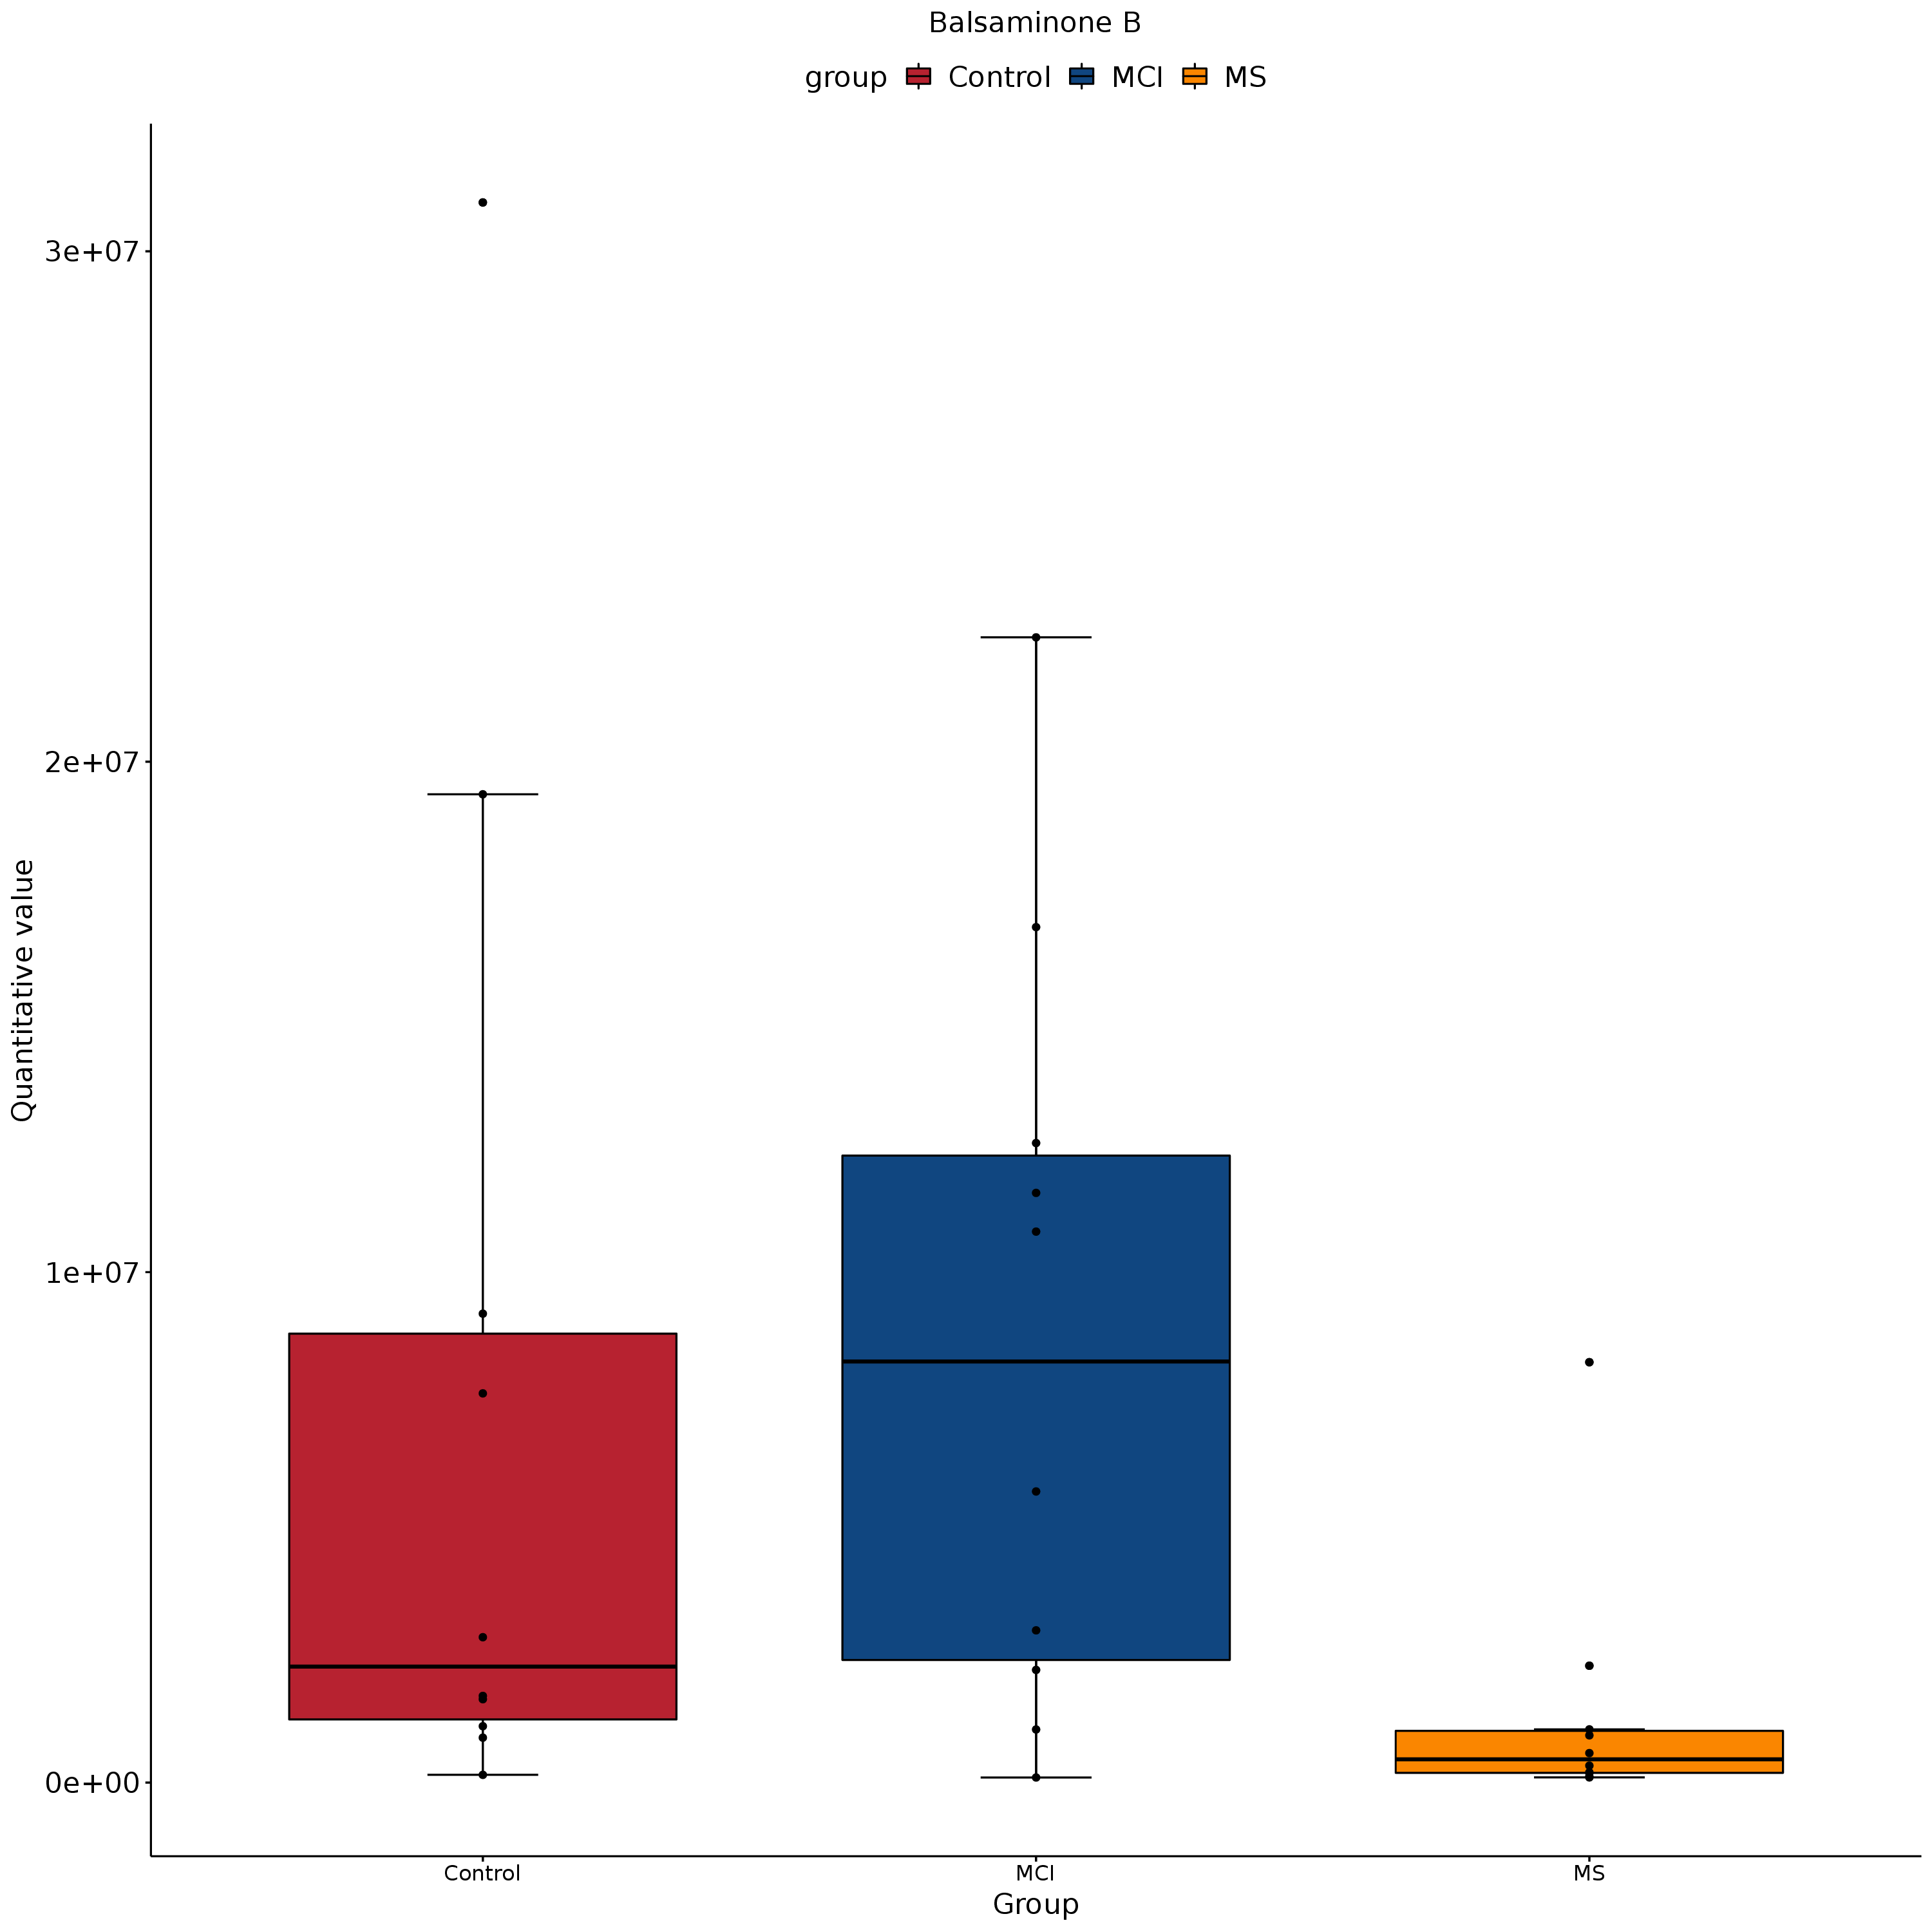 Balsaminone B
group Control MCI MS
3e+07
2e+07
1e+07
0e+00
Quantitative value
Control MCI MS
Group